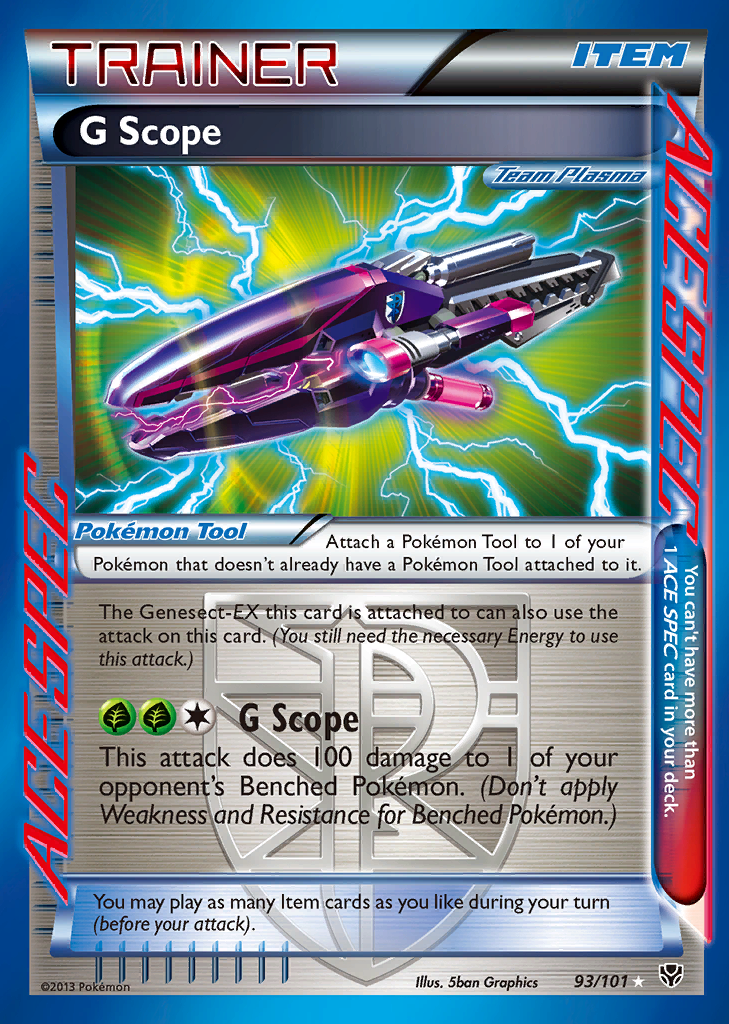 TRAINER
ITEM
G Scope
Team Plasma
ACE SPEC
Pokémon Tool
Attach a Pokémon Tool to 1 of your
Pokémon that doesn't already have a Pokémon Tool attached to it.
ACE SPEC
You can't have more than
1 ACE SPEC card in your deck.
The Genesect-EX this card is attached to can also use the
attack on this card. (You still need the necessary Energy to use
this attack.)
G Scope
This attack does 100 damage to 1 of your
opponent's Benched Pokémon. (Don't apply
Weakness and Resistance for Benched Pokémon.)
You may play as many Item cards as you like during your turn
(before your attack).
©2013 Pokémon
Illus. 5ban Graphics
93/101